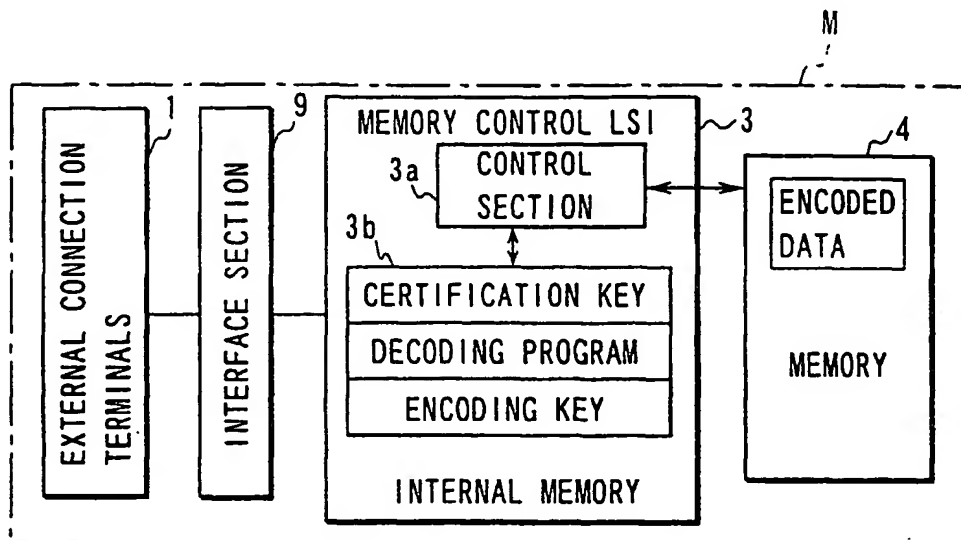 M
1
9
3
4
EXTERNAL CONNECTION
TERMINALS
INTERFACE SECTION
MEMORY CONTROL LSI
3a
CONTROL
SECTION
3b
CERTIFICATION KEY
DECODING PROGRAM
ENCODING KEY
INTERNAL MEMORY
ENCODED
DATA
MEMORY